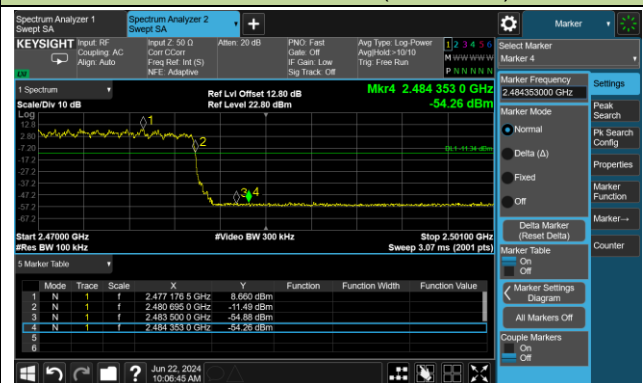 Spectrum Analyzer 1
Swept SA
Spectrum Analyzer 2
Swept SA
Marker
KEYSIGHT
Input: RF
Coupling: AC
Align: Auto
Input Z: 50 Ω
Corr CCorr
Freq Ref: Int (S)
NFE: Adaptive
Atten: 20 dB
PNO: Fast
Gate: Off
IF Gain: Low
Sig Track: Off
Avg Type: Log-Power
Avg|Hold:>10/10
Trig: Free Run
1 2 3 4 5 6
M W W W W W
P N N N N N
Select Marker
Marker 4
LXI
1 Spectrum
Ref Lvl Offset 12.80 dB
Mkr4 2.484 353 0 GHz
Scale/Div 10 dB
Ref Level 22.80 dBm
-54.26 dBm
Log
12.8
2.80
-7.20
-17.2
-27.2
-37.2
-47.2
-57.2
-67.2
1
2
3
4
DL1 -11.34 dBm
Start 2.47000 GHz
#Video BW 300 kHz
Stop 2.50100 GHz
#Res BW 100 kHz
Sweep 3.07 ms (2001 pts)
5 Marker Table
Mode Trace Scale X Y Function Function Width Function Value
1 N 1 f 2.477 176 5 GHz 8.660 dBm
2 N 1 f 2.480 695 0 GHz -11.49 dBm
3 N 1 f 2.483 500 0 GHz -54.88 dBm
4 N 1 f 2.484 353 0 GHz -54.26 dBm
5
6
Marker Frequency
2.484353000 GHz
Marker Mode
Normal
Delta (Δ)
Fixed
Off
Delta Marker
(Reset Delta)
Marker Table
On
Off
Marker Settings
Diagram
All Markers Off
Couple Markers
On
Off
Settings
Peak
Search
Pk Search
Config
Properties
Marker
Function
Marker→
Counter
?
Jun 22, 2024
10:06:45 AM